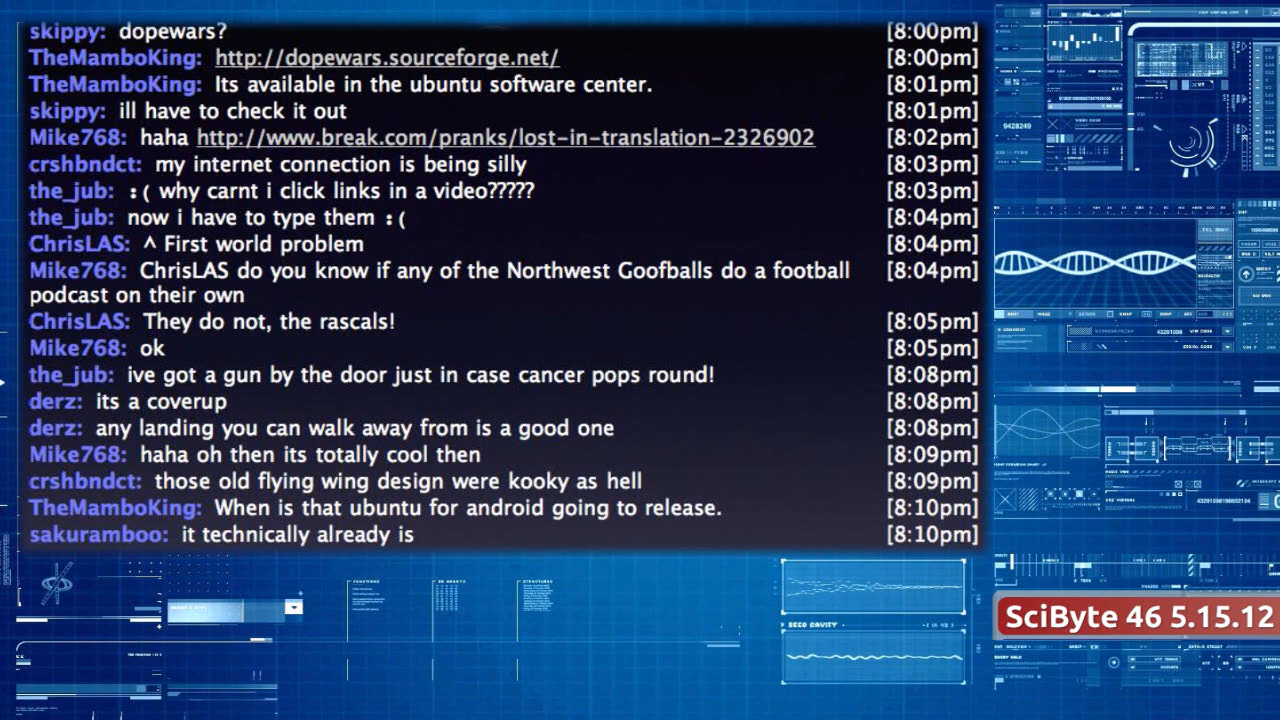 skippy: dopewars? [8:00pm]
TheMamboKing: http://dopewars.sourceforge.net/ [8:00pm]
TheMamboKing: Its available in the ubuntu software center. [8:01pm]
skippy: ill have to check it out [8:01pm]
Mike768: haha http://www.break.com/pranks/lost-in-translation-2326902 [8:02pm]
crshbndct: my internet connection is being silly [8:03pm]
the_jub: :( why carnt i click links in a video????? [8:03pm]
the_jub: now i have to type them :( [8:04pm]
ChrisLAS: ^ First world problem [8:04pm]
Mike768: ChrisLAS do you know if any of the Northwest Goofballs do a football [8:04pm]
podcast on their own
ChrisLAS: They do not, the rascals! [8:05pm]
Mike768: ok [8:05pm]
the_jub: ive got a gun by the door just in case cancer pops round! [8:08pm]
derz: its a coverup [8:08pm]
derz: any landing you can walk away from is a good one [8:08pm]
Mike768: haha oh then its totally cool then [8:09pm]
crshbndct: those old flying wing design were kooky as hell [8:09pm]
TheMamboKing: When is that ubuntu for android going to release. [8:10pm]
sakuramboo: it technically already is [8:10pm]
SciByte 46 5.15.12
9428249